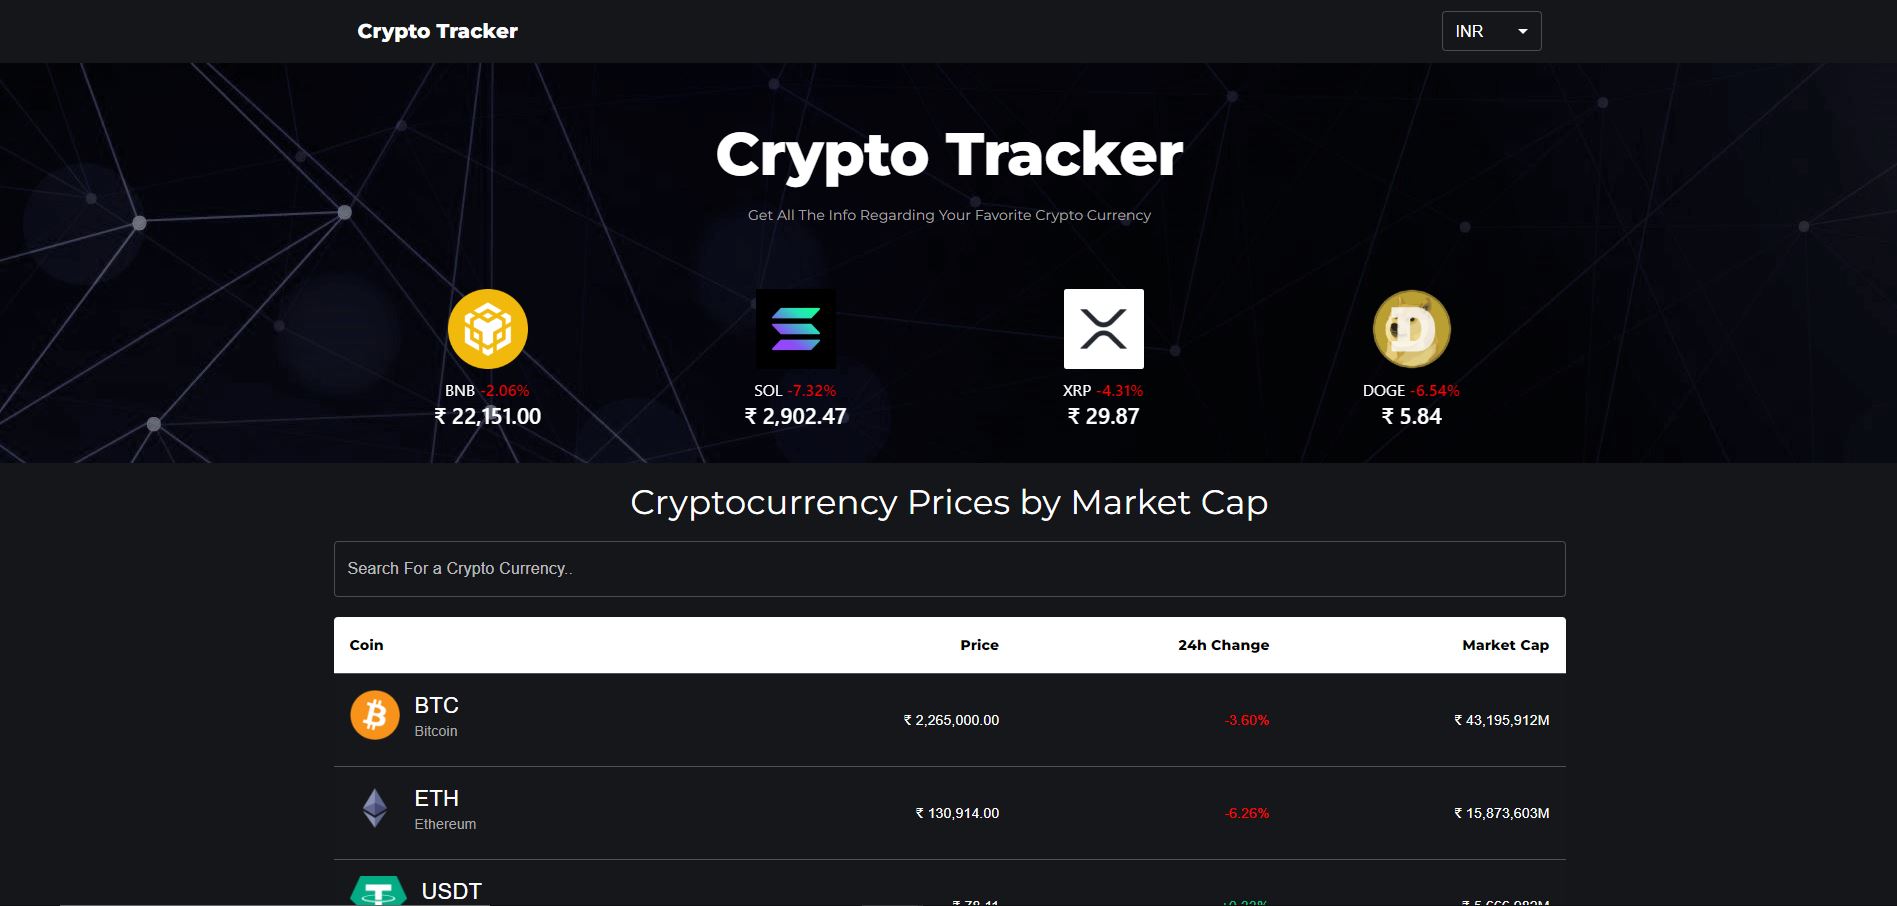 Crypto Tracker
INR
Crypto Tracker
Get All The Info Regarding Your Favorite Crypto Currency
BNB -2.06%
₹ 22,151.00
SOL -7.32%
₹ 2,902.47
XRP -4.31%
₹ 29.87
DOGE -6.54%
₹ 5.84
Cryptocurrency Prices by Market Cap
Search For a Crypto Currency..
Coin Price 24h Change Market Cap
BTC
Bitcoin
₹ 2,265,000.00 -3.60% ₹ 43,195,912M
ETH
Ethereum
₹ 130,914.00 -6.26% ₹ 15,873,603M
USDT